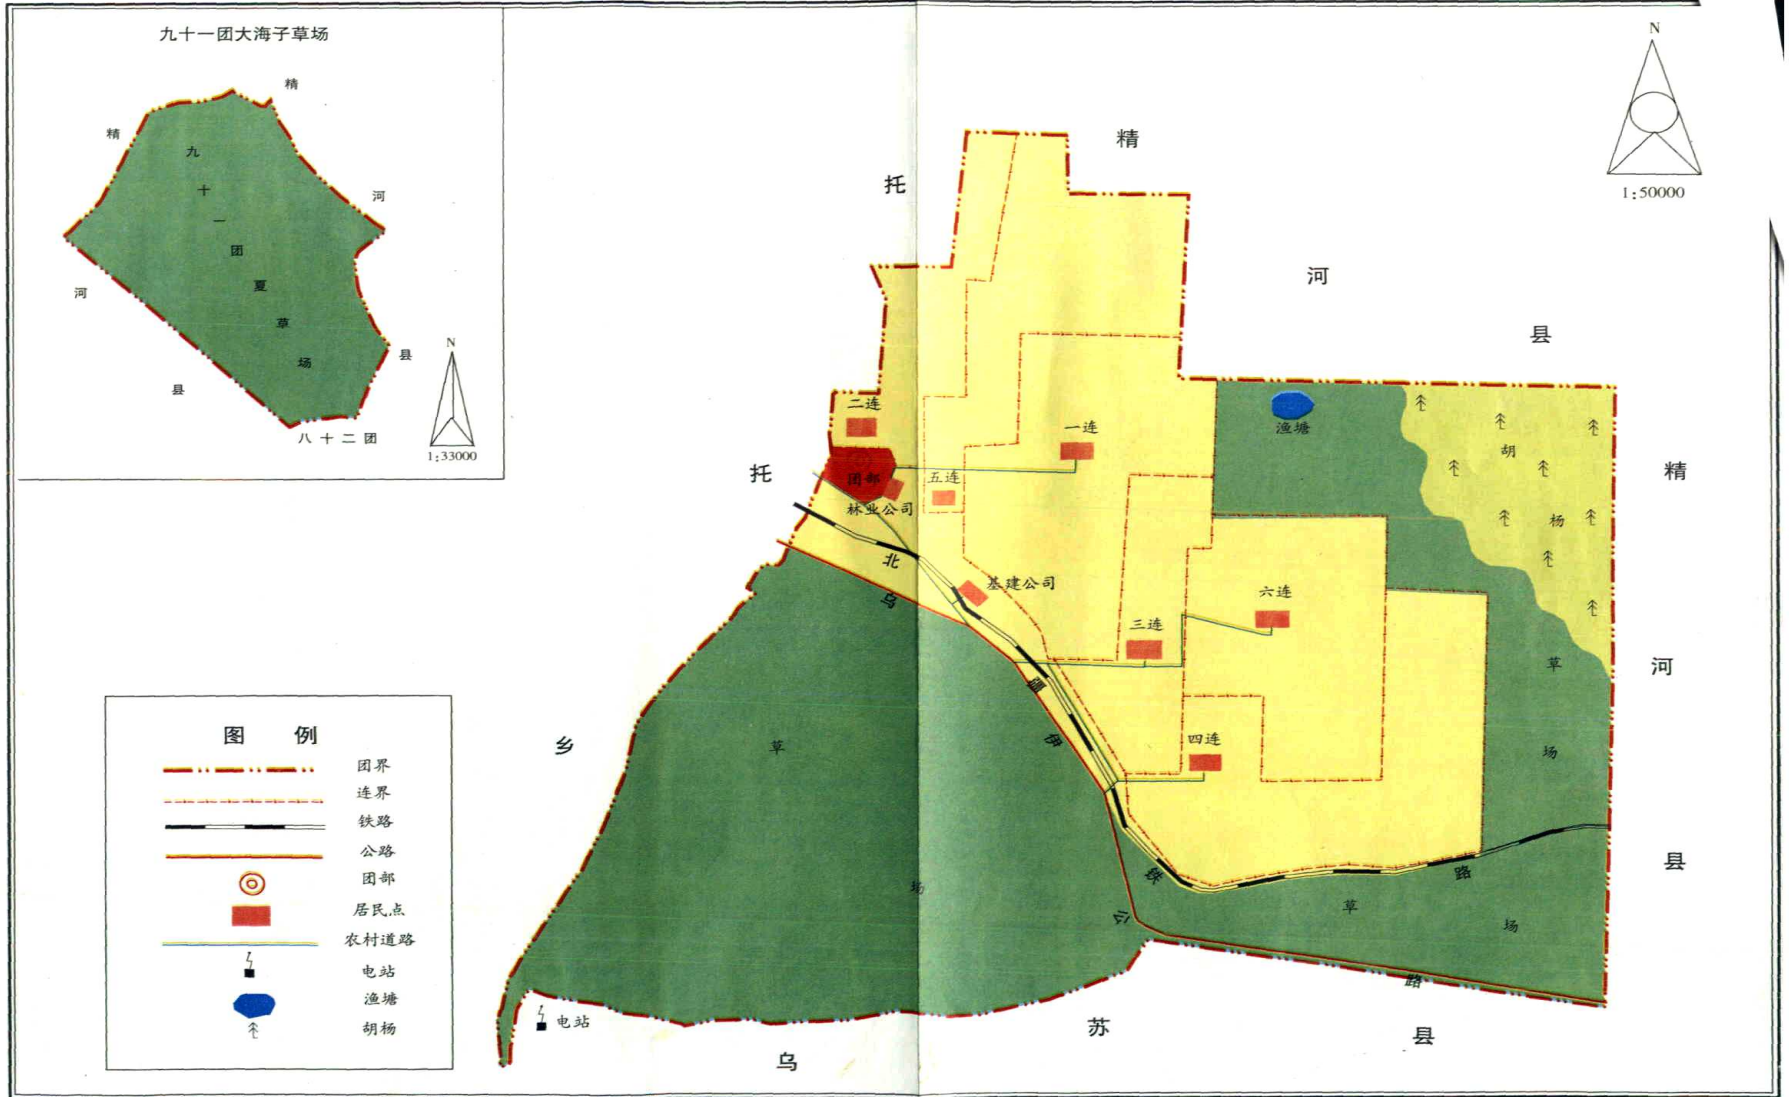 九十一团大海子草场
精
精
河
河
县
县
九十一团夏草场
八十二团
N
1:33000
N
1:50000
精
河
县
托
托
乡
精
河
县
乌
苏
县
二连
团部
林业公司
五连
一连
基建公司
三连
六连
四连
渔塘
胡杨
草场
草场
草场
北疆铁路
乌伊公路
电站
图例
团界
连界
铁路
公路
团部
居民点
农村道路
电站
渔塘
胡杨